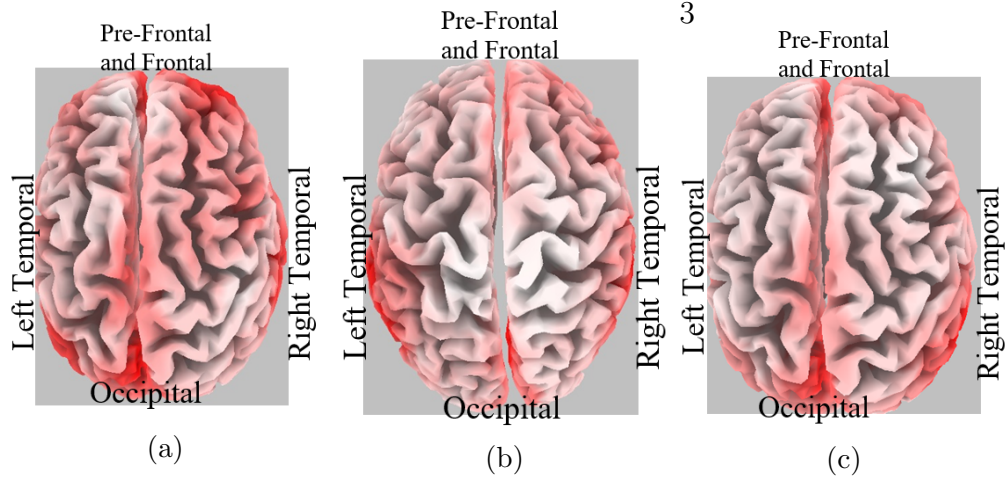 3
Pre-Frontal
and Frontal
Left Temporal
Right Temporal
Occipital
(a)
Pre-Frontal
and Frontal
Left Temporal
Right Temporal
Occipital
(b)
Pre-Frontal
and Frontal
Left Temporal
Right Temporal
Occipital
(c)